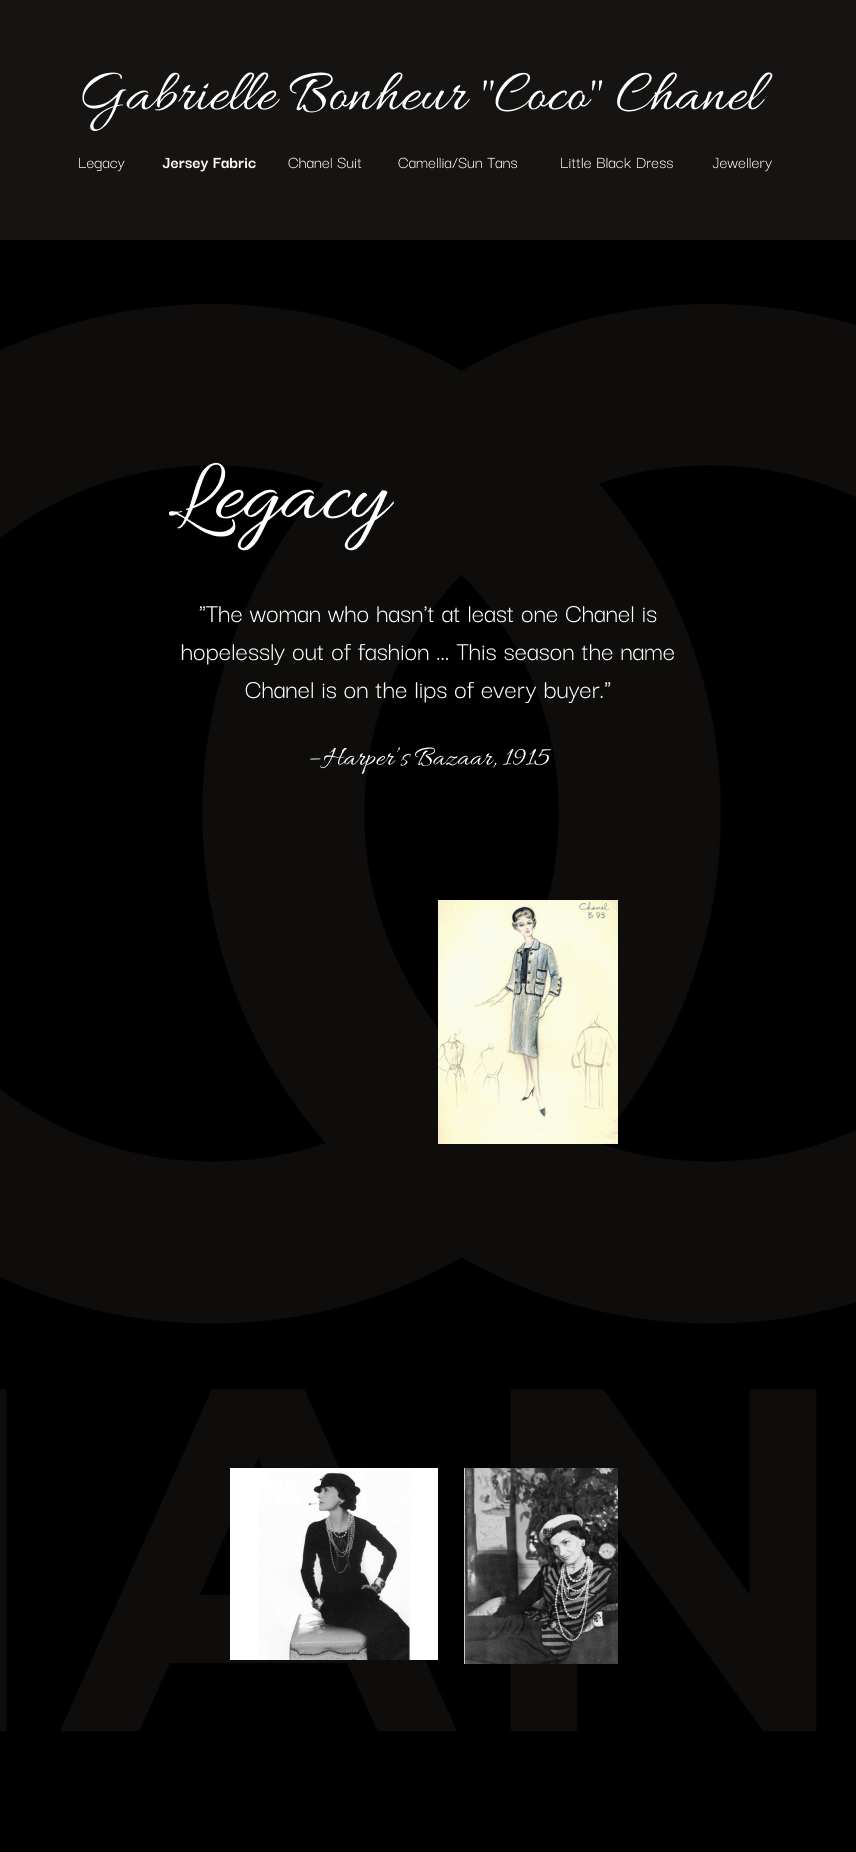 Gabrielle Bonheur "Coco" Chanel
Legacy Jersey Fabric Chanel Suit Camellia/Sun Tans Little Black Dress Jewellery
Legacy
”The woman who hasn’t at least one Chanel is
hopelessly out of fashion ... This season the name
Chanel is on the lips of every buyer.”
–Harper’s Bazaar, 1915
Chanel
AN